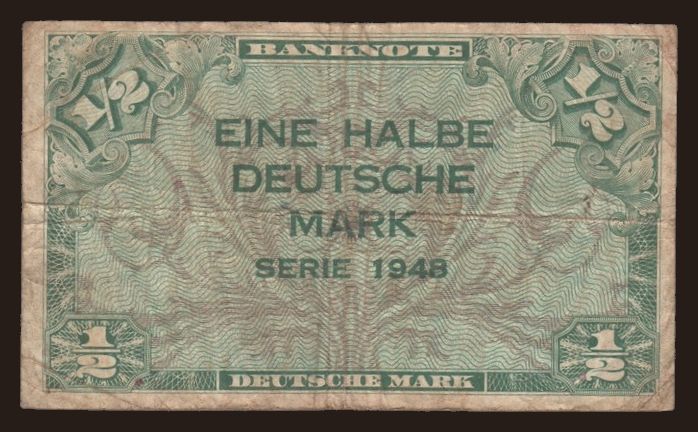 BANKNOTE
1/2 1/2
EINE HALBE
DEUTSCHE
MARK
SERIE 1948
1/2 1/2
DEUTSCHE MARK